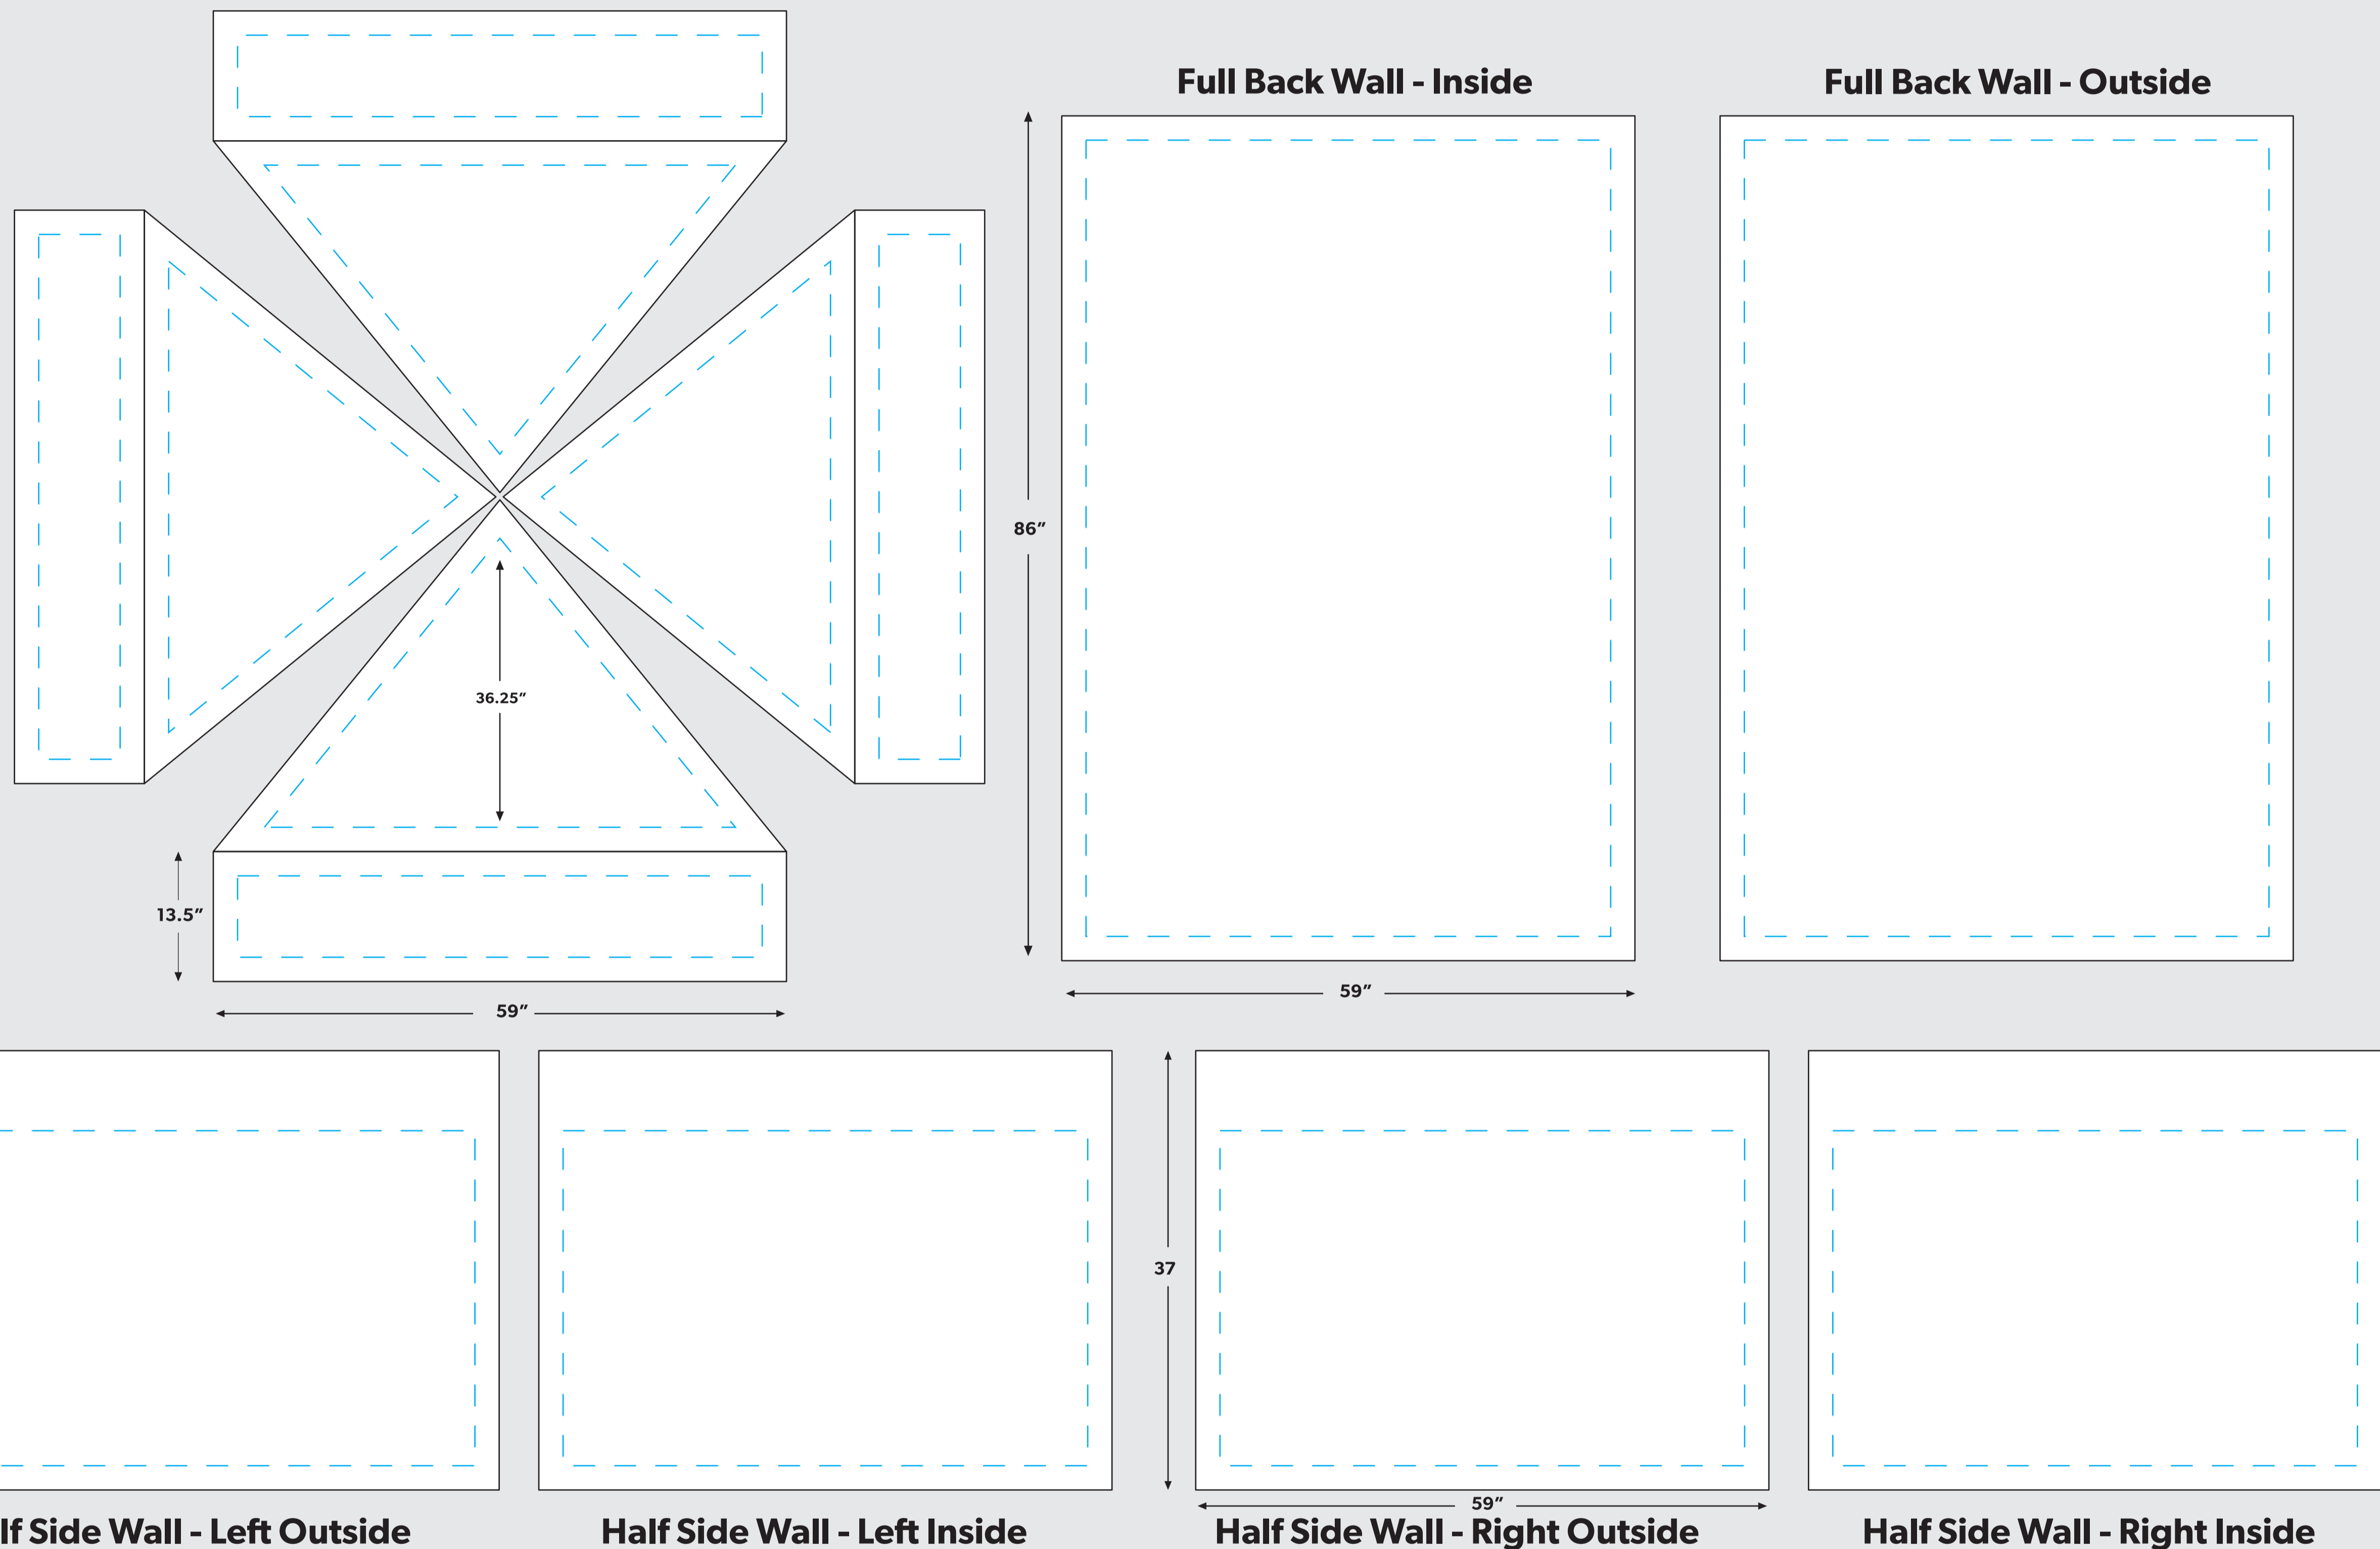 Full Back Wall - Inside
Full Back Wall - Outside
86”
36.25”
13.5”
59”
59”
37
59”
lf Side Wall - Left Outside
Half Side Wall - Left Inside
Half Side Wall - Right Outside
Half Side Wall - Right Inside